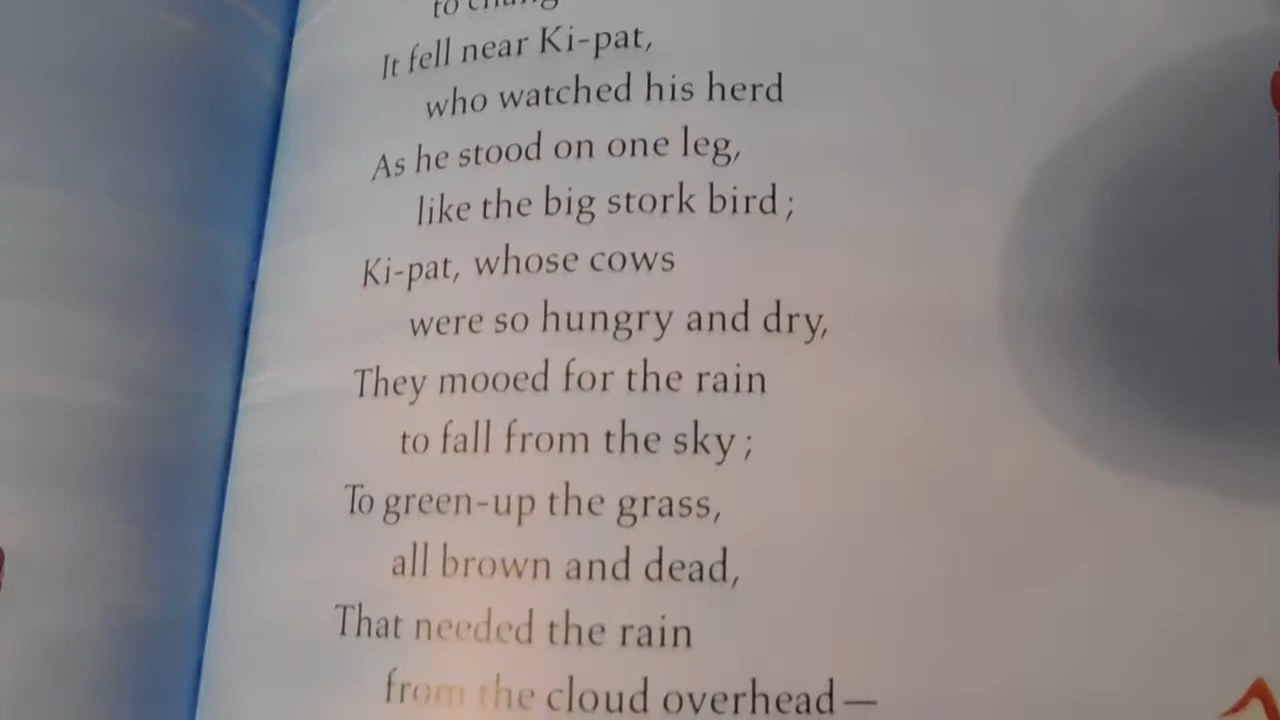 to
It fell near Ki-pat,
who watched his herd
As he stood on one leg,
like the big stork bird;
Ki-pat, whose cows
were so hungry and dry,
They mooed for the rain
to fall from the sky;
To green-up the grass,
all brown and dead,
That needed the rain
from the cloud overhead—